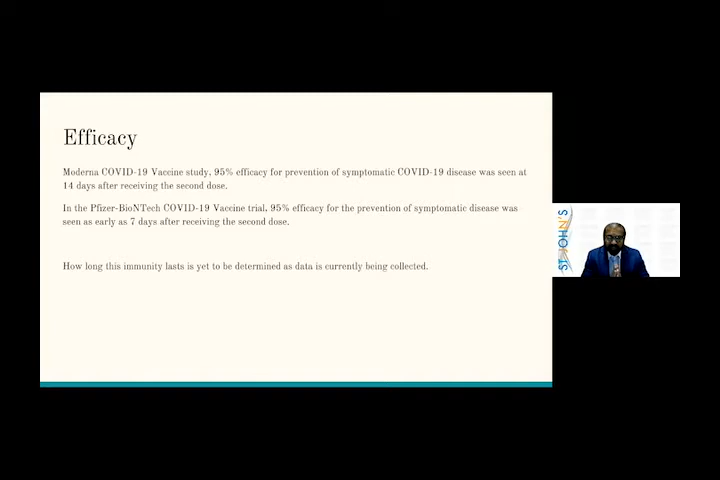 Efficacy
Moderna COVID-19 Vaccine study, 95% efficacy for prevention of symptomatic COVID-19 disease was seen at
14 days after receiving the second dose.
In the Pfizer-BioNTech COVID-19 Vaccine trial, 95% efficacy for the prevention of symptomatic disease was
seen as early as 7 days after receiving the second dose.
How long this immunity lasts is yet to be determined as data is currently being collected.
ST JOHN'S